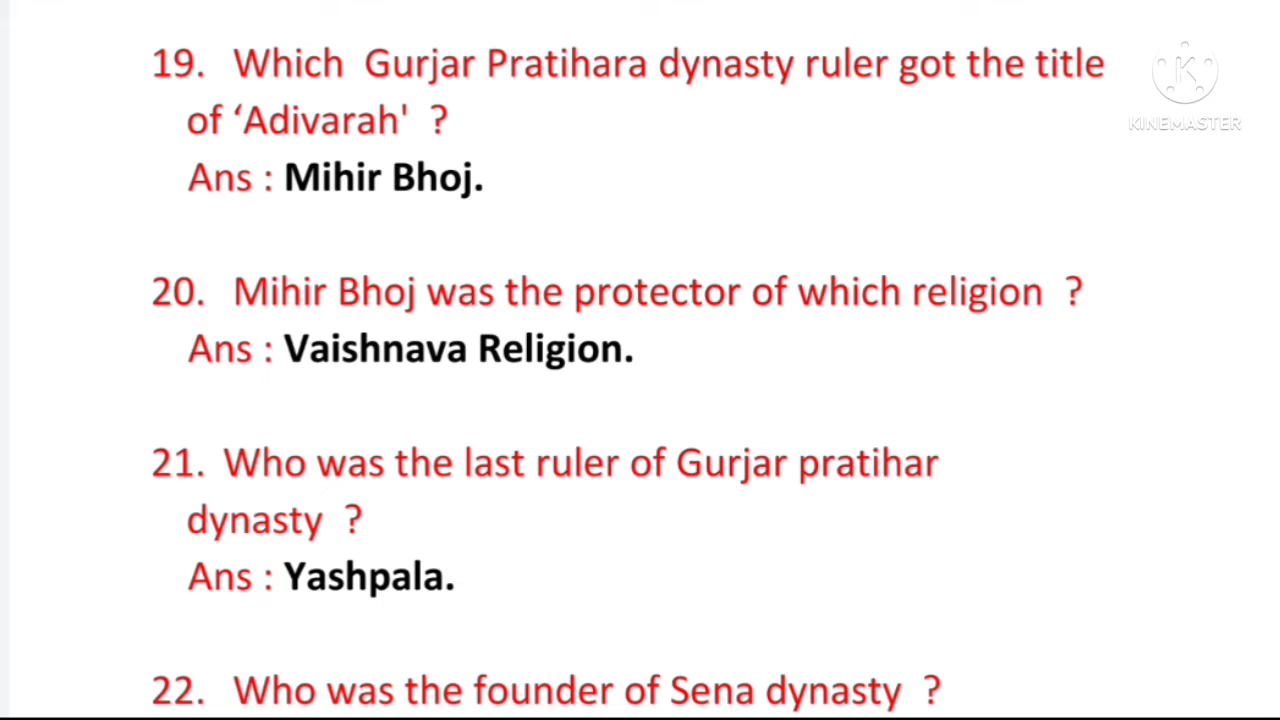 19. Which Gurjar Pratihara dynasty ruler got the title
of ‘Adivarah' ?
Ans : Mihir Bhoj.
20. Mihir Bhoj was the protector of which religion ?
Ans : Vaishnava Religion.
21. Who was the last ruler of Gurjar pratihar
dynasty ?
Ans : Yashpala.
22. Who was the founder of Sena dynasty ?
K
KINEMASTER